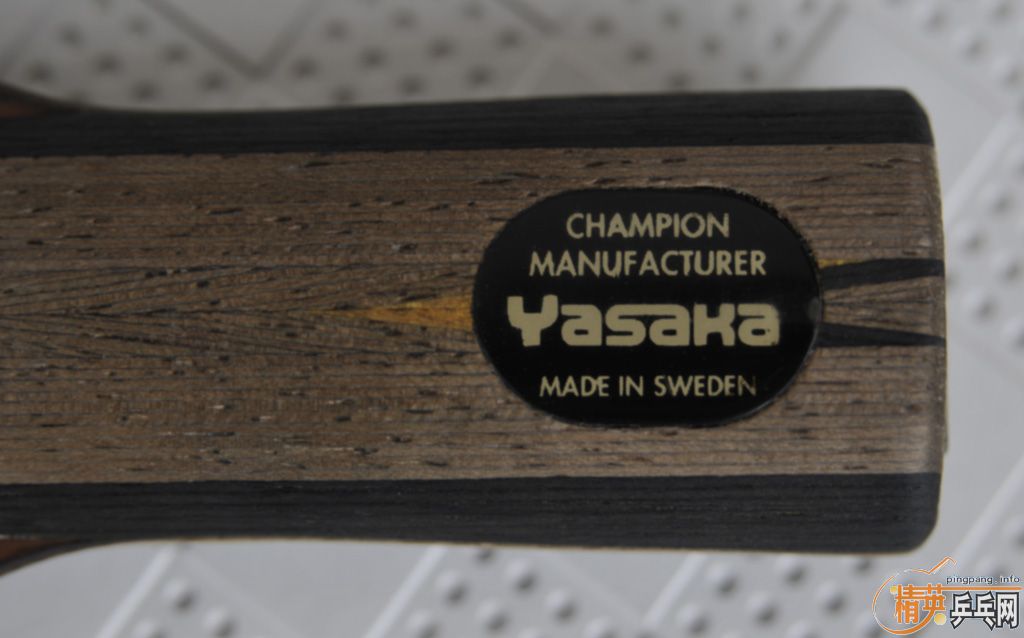 CHAMPION
MANUFACTURER
Yasaka
MADE IN SWEDEN
pingpang.info
精英乒乓网